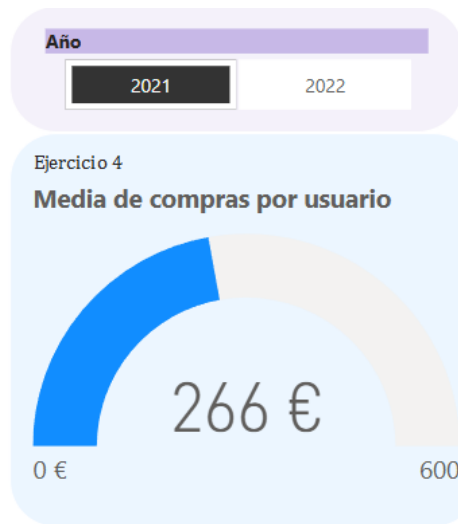 Año
2021 2022
Ejercicio 4
Media de compras por usuario
266 €
0 € 600